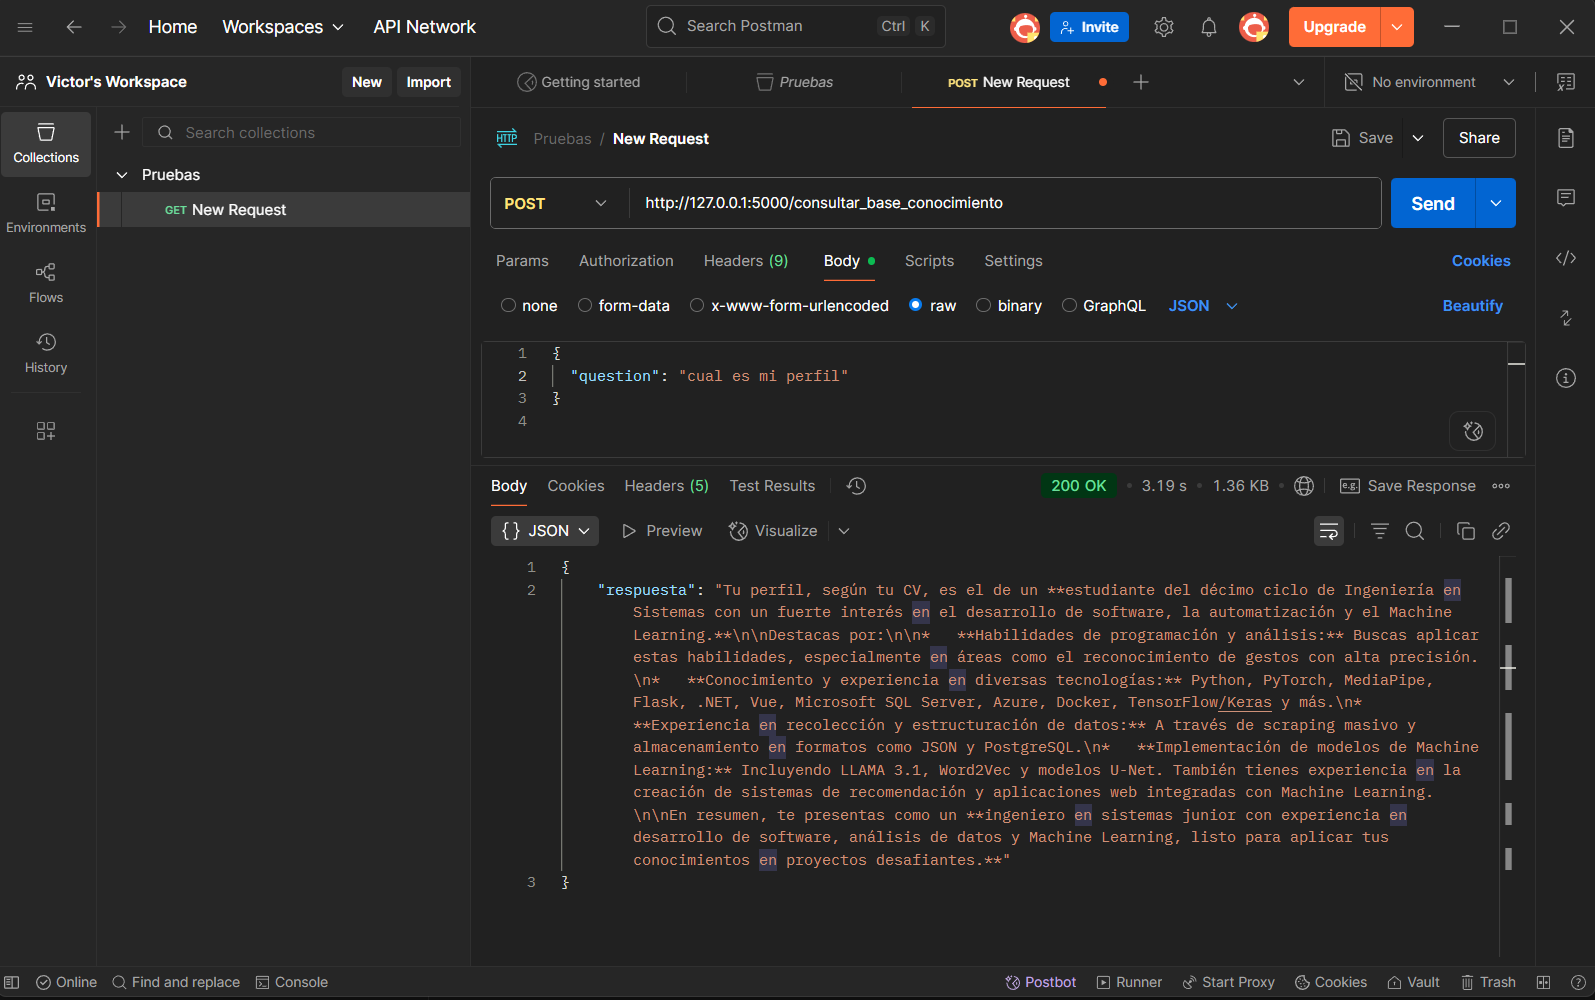 Home Workspaces API Network Search Postman Ctrl K Invite Upgrade
Victor's Workspace New Import Getting started Pruebas POST New Request No environment
Collections
Environments
Flows
History
Search collections
Pruebas
GET New Request
HTTP Pruebas / New Request Save Share
POST http://127.0.0.1:5000/consultar_base_conocimiento Send
Params Authorization Headers (9) Body Scripts Settings Cookies
none form-data x-www-form-urlencoded raw binary GraphQL JSON Beautify
1 {
2 "question": "cual es mi perfil"
3 }
4
Body Cookies Headers (5) Test Results 200 OK • 3.19 s • 1.36 KB • e.g. Save Response
{} JSON Preview Visualize
1 {
2 "respuesta": "Tu perfil, según tu CV, es el de un **estudiante del décimo ciclo de Ingeniería en
Sistemas con un fuerte interés en el desarrollo de software, la automatización y el Machine
Learning.**\n\nDestacas por:\n\n*   **Habilidades de programación y análisis:** Buscas aplicar
estas habilidades, especialmente en áreas como el reconocimiento de gestos con alta precisión.
\n*   **Conocimiento y experiencia en diversas tecnologías:** Python, PyTorch, MediaPipe,
Flask, .NET, Vue, Microsoft SQL Server, Azure, Docker, TensorFlow/Keras y más.\n*
**Experiencia en recolección y estructuración de datos:** A través de scraping masivo y
almacenamiento en formatos como JSON y PostgreSQL.\n*   **Implementación de modelos de Machine
Learning:** Incluyendo LLAMA 3.1, Word2Vec y modelos U-Net. También tienes experiencia en la
creación de sistemas de recomendación y aplicaciones web integradas con Machine Learning.
\n\nEn resumen, te presentas como un **ingeniero en sistemas junior con experiencia en
desarrollo de software, análisis de datos y Machine Learning, listo para aplicar tus
conocimientos en proyectos desafiantes.**"
3 }
Online Find and replace Console Postbot Runner Start Proxy Cookies Vault Trash